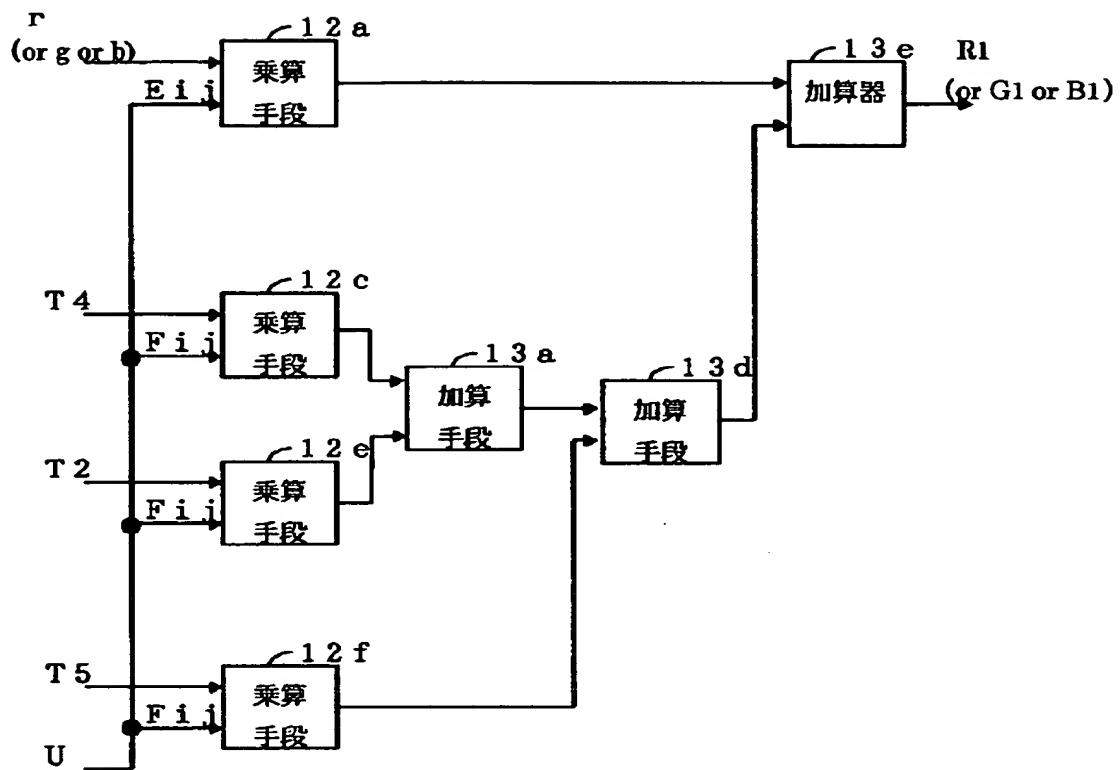 r
(or g or b)
12a
乗算
手段
Eij
13e
加算器
R1
(or G1 or B1)
T4
12c
乗算
手段
Fij
13a
加算
手段
13d
加算
手段
T2
12e
乗算
手段
Fij
T5
12f
乗算
手段
Fij
U